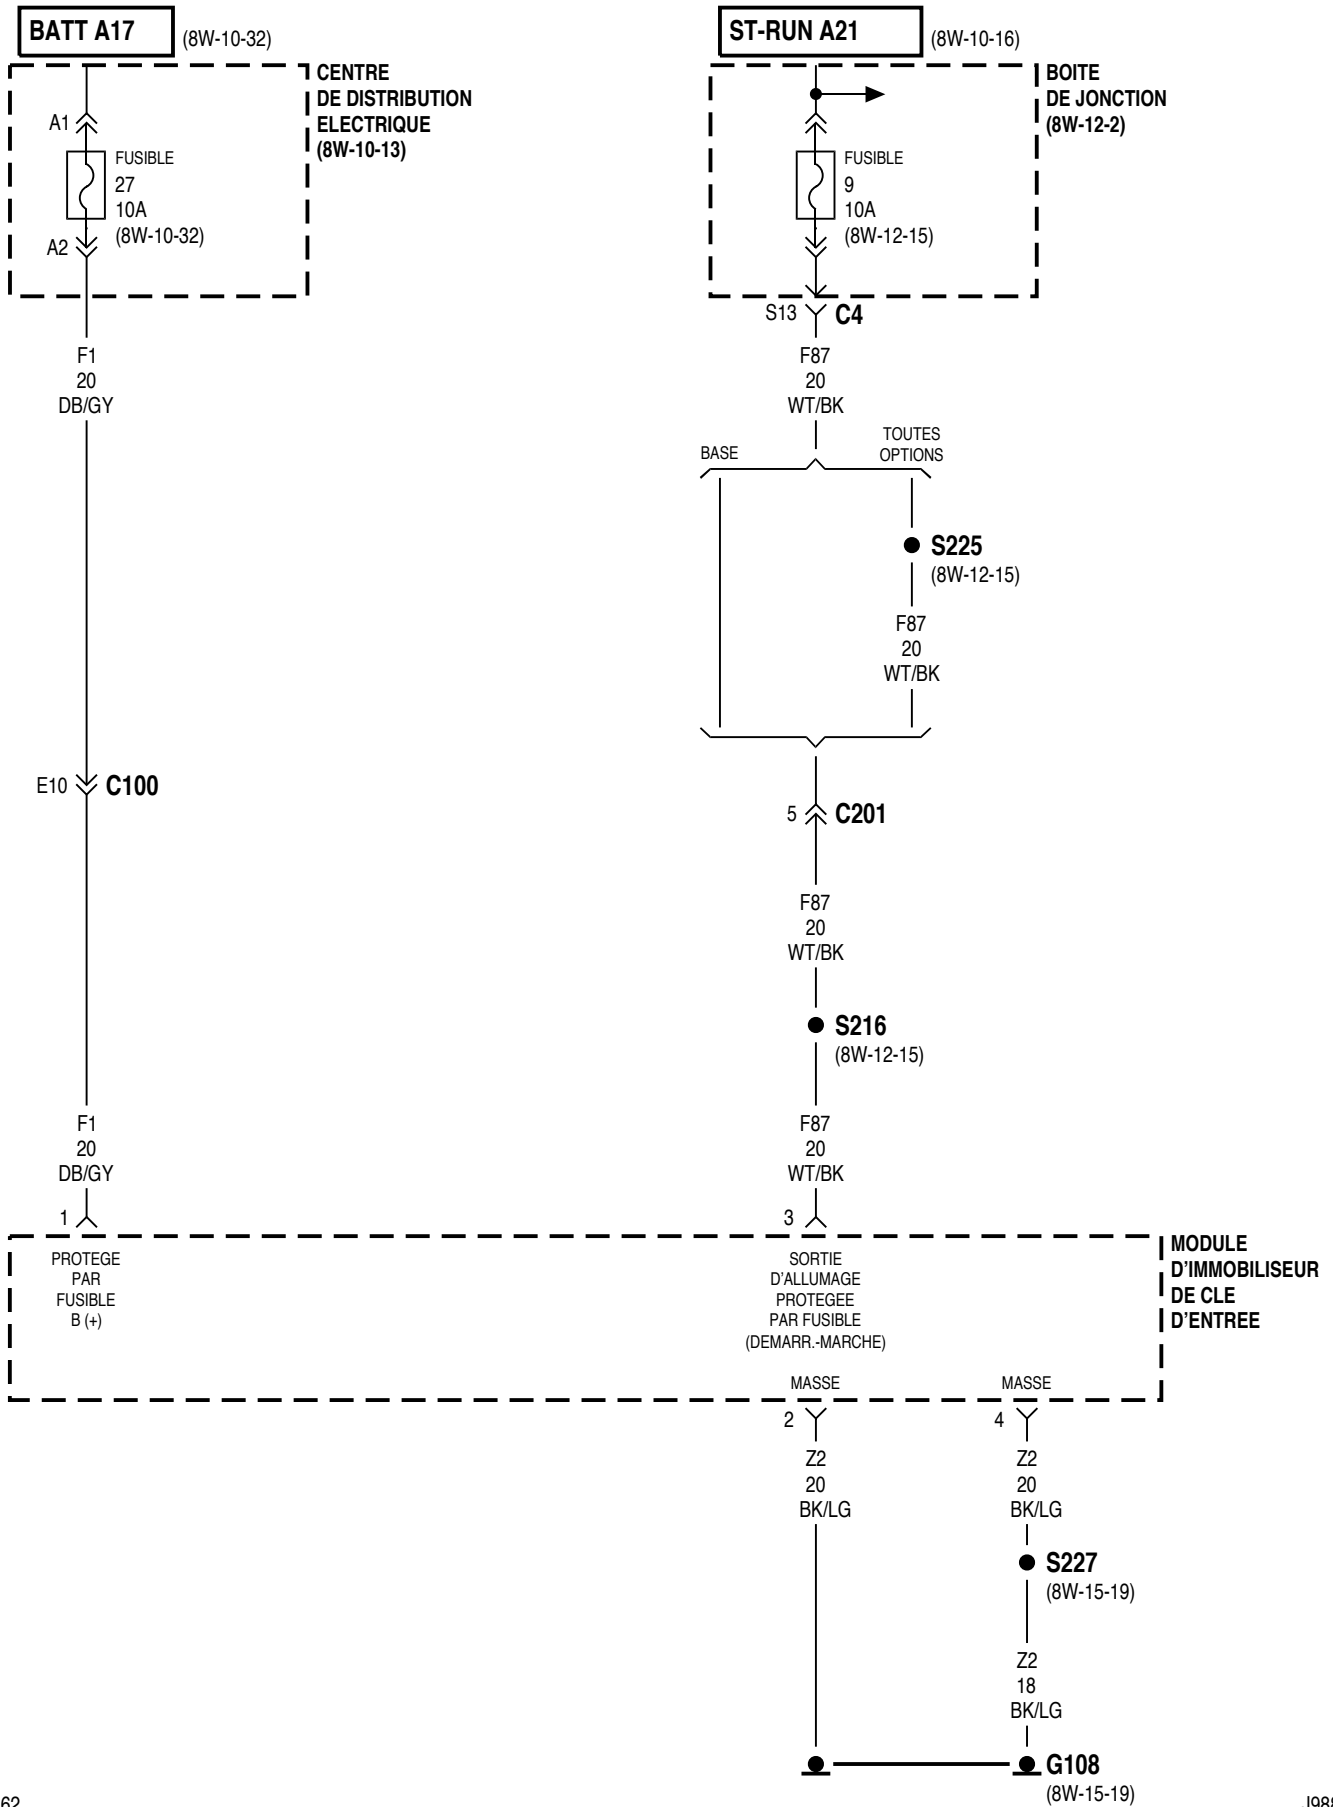 BATT A17
(8W-10-32)
ST-RUN A21
(8W-10-16)
CENTRE
DE DISTRIBUTION
ELECTRIQUE
(8W-10-13)
A1
FUSIBLE
27
10A
(8W-10-32)
A2
BOITE
DE JONCTION
(8W-12-2)
FUSIBLE
9
10A
(8W-12-15)
S13
C4
F1
20
DB/GY
F87
20
WT/BK
BASE
TOUTES
OPTIONS
S225
(8W-12-15)
F87
20
WT/BK
E10
C100
5
C201
F87
20
WT/BK
S216
(8W-12-15)
F1
20
DB/GY
F87
20
WT/BK
1
3
PROTEGE
PAR
FUSIBLE
B (+)
SORTIE
D'ALLUMAGE
PROTEGEE
PAR FUSIBLE
(DEMARR.-MARCHE)
MODULE
D'IMMOBILISEUR
DE CLE
D'ENTREE
MASSE
MASSE
2
4
Z2
20
BK/LG
Z2
20
BK/LG
S227
(8W-15-19)
Z2
18
BK/LG
G108
(8W-15-19)